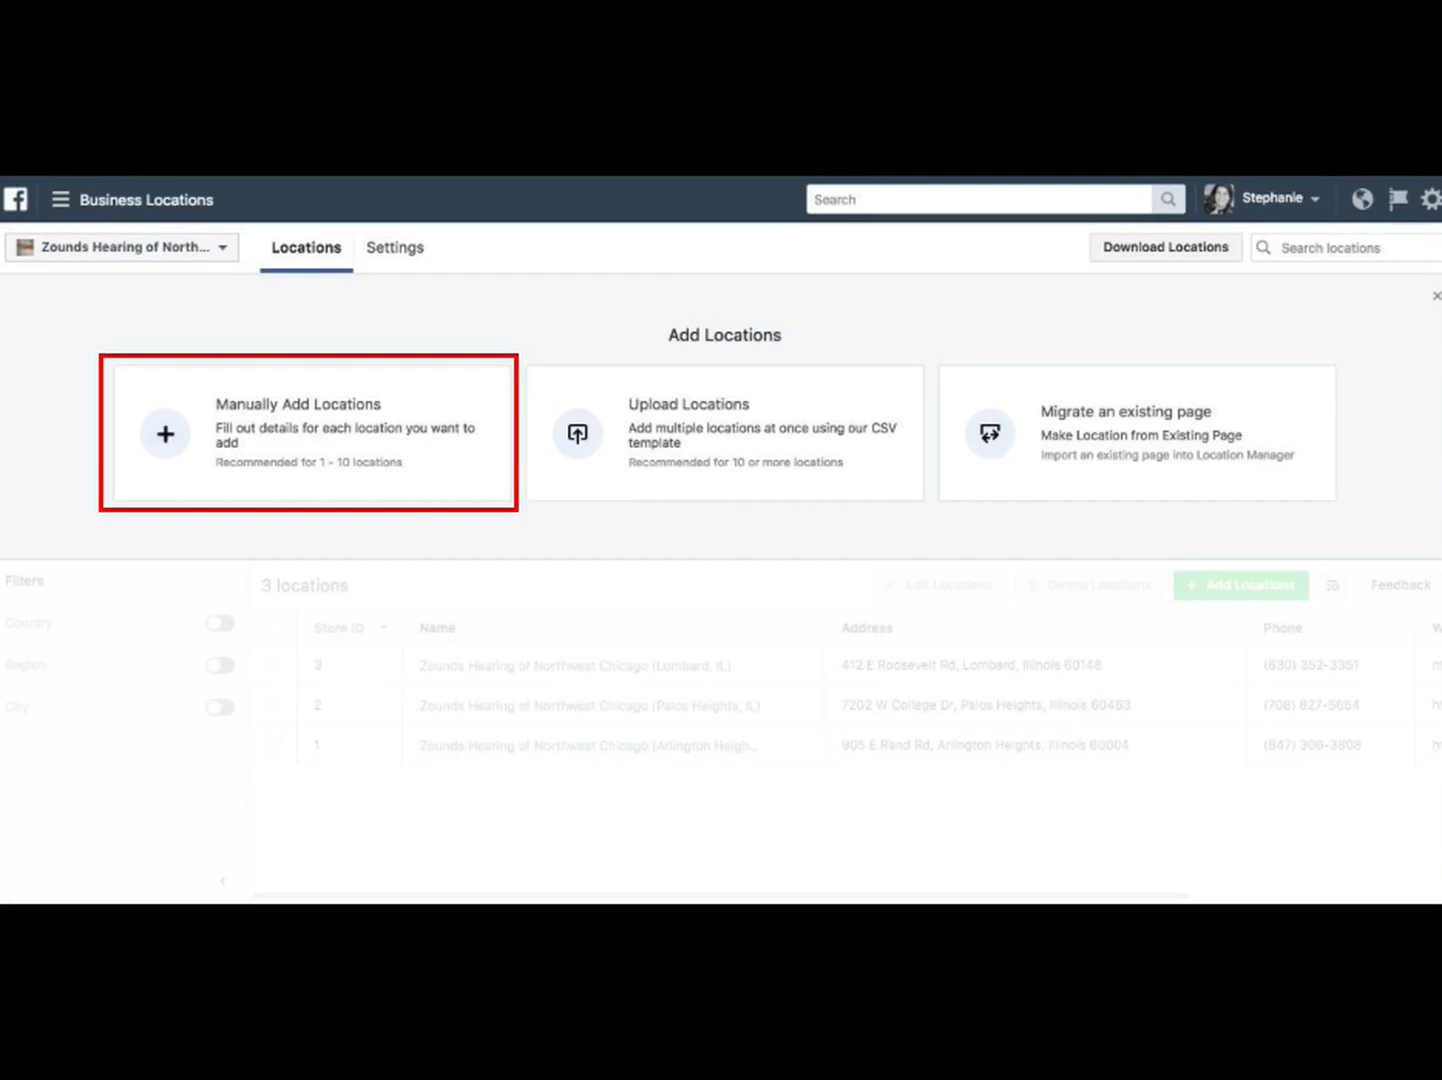 Business Locations
Search
Stephanie
Zounds Hearing of North...
Locations
Settings
Download Locations
Search locations
Add Locations
Manually Add Locations
Fill out details for each location you want to
add
Recommended for 1 - 10 locations
Upload Locations
Add multiple locations at once using our CSV
template
Recommended for 10 or more locations
Migrate an existing page
Make Location from Existing Page
Import an existing page into Location Manager
Filters
Country
Region
City
3 locations
Edit Locations
Delete Locations
+ Add Locations
Feedback
Store ID Name Address Phone
3 Zounds Hearing of Northwest Chicago (Lombard, IL) 412 E Roosevelt Rd, Lombard, Illinois 60148 (630) 352-3351
2 Zounds Hearing of Northwest Chicago (Palos Heights, IL) 7202 W College Dr, Palos Heights, Illinois 60463 (708) 827-5654
1 Zounds Hearing of Northwest Chicago (Arlington Heigh... 905 E Rand Rd, Arlington Heights, Illinois 60004 (847) 306-3808